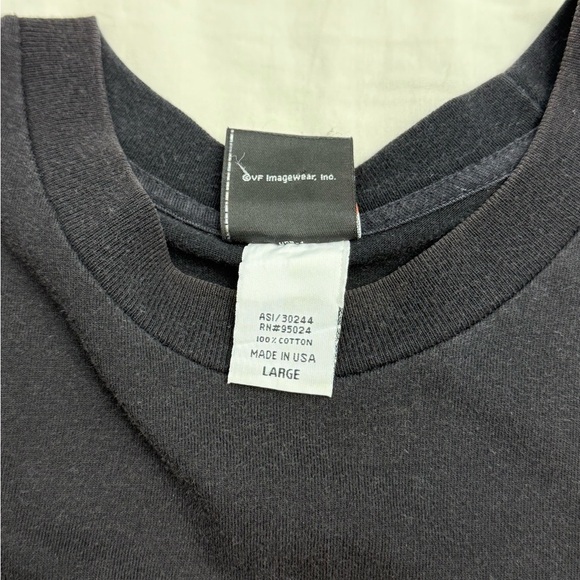 ©VF Imagewear, Inc.
ASI/30244
RN#95024
100% COTTON
MADE IN USA
LARGE